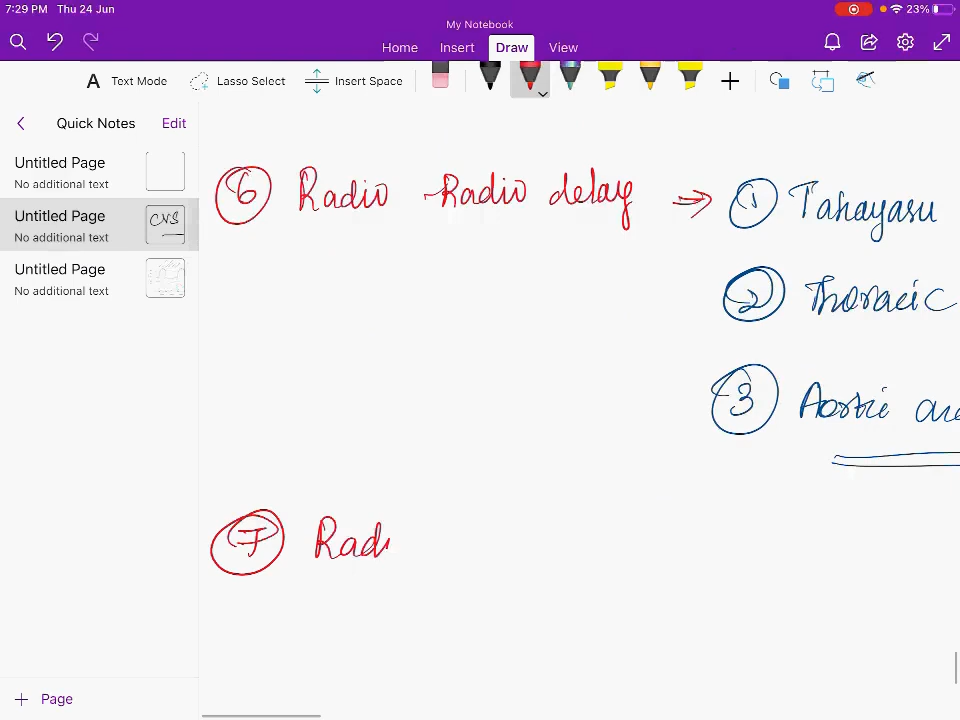 7:29 PM Thu 24 Jun 23%
My Notebook
Home Insert Draw View
A Text Mode Lasso Select Insert Space
Quick Notes Edit
Untitled Page
No additional text
Untitled Page
No additional text
CNS
Untitled Page
No additional text
6 Radio - Radio delay → 1 Tahayasu
2 Thoracic
3 Aortic
7 Radi
+ Page